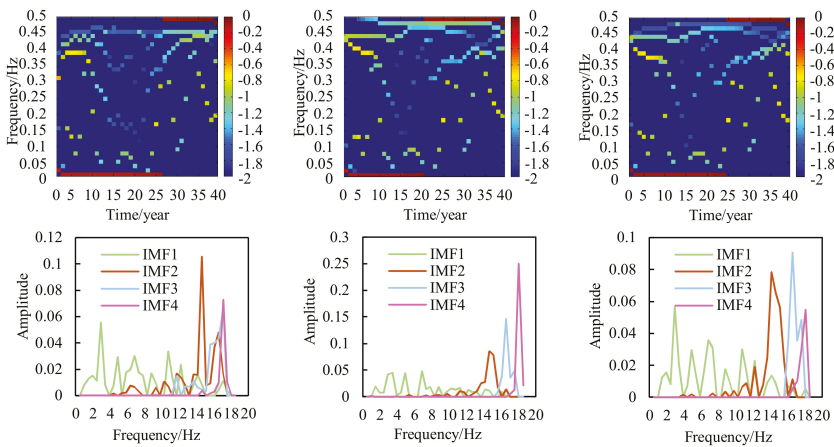 0.5
0.45
0.4
0.35
0.3
0.25
0.2
0.15
0.1
0.05
0
Frequency/Hz
0 5 10 15 20 25 30 35 40
Time/year
0
-0.2
-0.4
-0.6
-0.8
-1
-1.2
-1.4
-1.6
-1.8
-2
0.5
0.45
0.4
0.35
0.3
0.25
0.2
0.15
0.1
0.05
0
Frequency/Hz
0 5 10 15 20 25 30 35 40
Time/year
0
-0.2
-0.4
-0.6
-0.8
-1
-1.2
-1.4
-1.6
-1.8
-2
0.5
0.45
0.4
0.35
0.3
0.25
0.2
0.15
0.1
0.05
0
Frequency/Hz
0 5 10 15 20 25 30 35 40
Time/year
0
-0.2
-0.4
-0.6
-0.8
-1
-1.2
-1.4
-1.6
-1.8
-2
0.12
0.1
0.08
0.06
0.04
0.02
0
Amplitude
IMF1
IMF2
IMF3
IMF4
0 2 4 6 8 10 12 14 16 18 20
Frequency/Hz
0.3
0.25
0.2
0.15
0.1
0.05
0
Amplitude
IMF1
IMF2
IMF3
IMF4
0 2 4 6 8 10 12 14 16 18 20
Frequency/Hz
0.1
0.08
0.06
0.04
0.02
0
Amplitude
IMF1
IMF2
IMF3
IMF4
0 2 4 6 8 10 12 14 16 18 20
Frequency/Hz